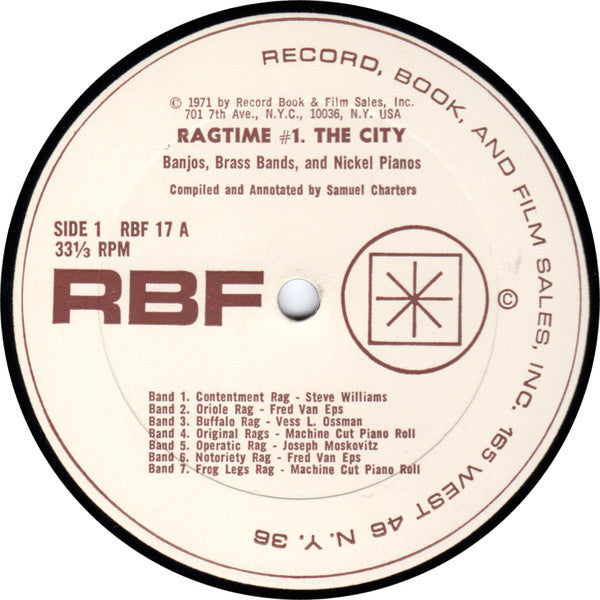 RECORD, BOOK, AND FILM SALES, INC. 165 WEST 46 N.Y. 36
© 1971 by Record Book & Film Sales, Inc.
701 7th Ave., N.Y.C., 10036, N.Y. USA
RAGTIME #1. THE CITY
Banjos, Brass Bands, and Nickel Pianos
Compiled and Annotated by Samuel Charters
SIDE 1 RBF 17 A
33⅓ RPM
RBF
©
Band 1. Contentment Rag - Steve Williams
Band 2. Oriole Rag - Fred Van Eps
Band 3. Buffalo Rag - Vess L. Ossman
Band 4. Original Rags - Machine Cut Piano Roll
Band 5. Operatic Rag - Joseph Moskovitz
Band 6. Notoriety Rag - Fred Van Eps
Band 7. Frog Legs Rag - Machine Cut Piano Roll